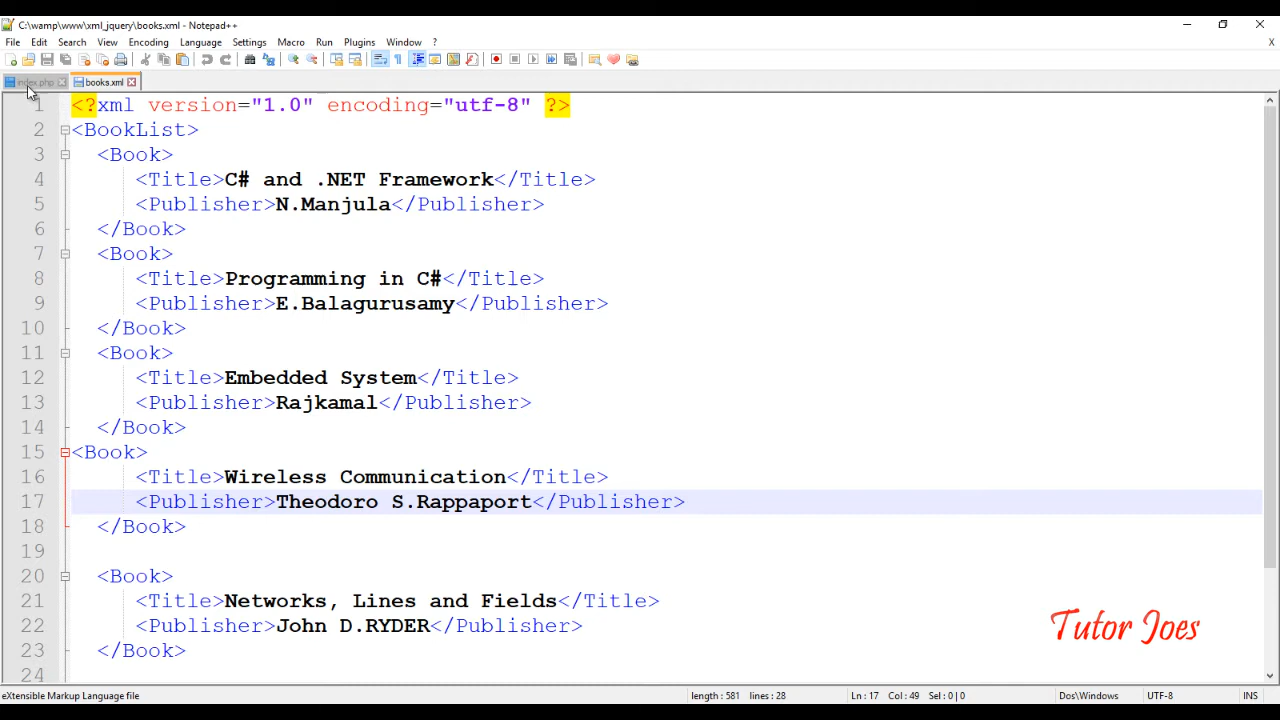 C:\wamp\www\xml_jquery\books.xml - Notepad++
File Edit Search View Encoding Language Settings Macro Run Plugins Window ? X
index.php books.xml
1 <?xml version="1.0" encoding="utf-8" ?>
2 <BookList>
3 <Book>
4 <Title>C# and .NET Framework</Title>
5 <Publisher>N.Manjula</Publisher>
6 </Book>
7 <Book>
8 <Title>Programming in C#</Title>
9 <Publisher>E.Balagurusamy</Publisher>
10 </Book>
11 <Book>
12 <Title>Embedded System</Title>
13 <Publisher>Rajkamal</Publisher>
14 </Book>
15 <Book>
16 <Title>Wireless Communication</Title>
17 <Publisher>Theodoro S.Rappaport</Publisher>
18 </Book>
19
20 <Book>
21 <Title>Networks, Lines and Fields</Title>
22 <Publisher>John D.RYDER</Publisher>
23 </Book>
24
Tutor Joes
eXtensible Markup Language file length : 581 lines : 28 Ln : 17 Col : 49 Sel : 0 | 0 Dos\Windows UTF-8 INS